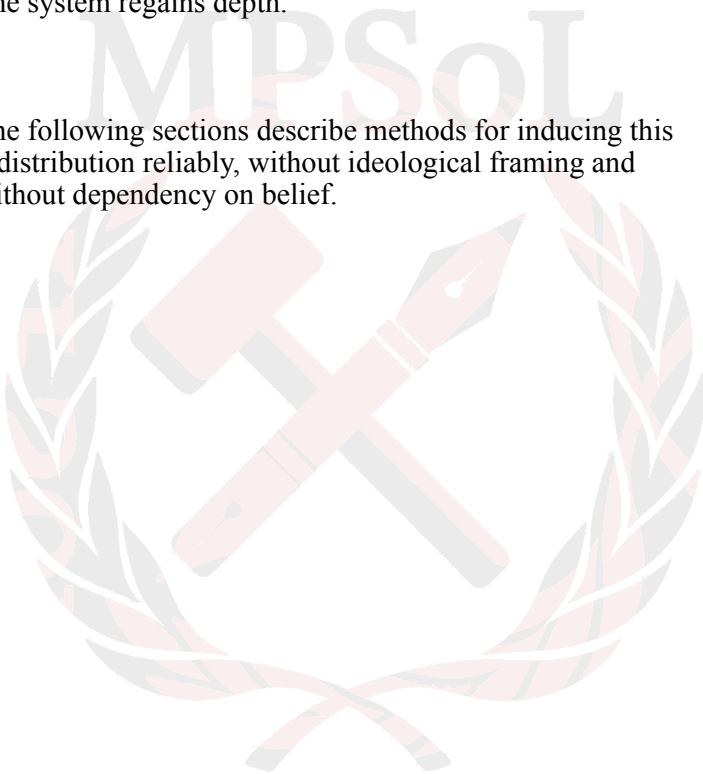 he system regains depth.
MPSoL
he following sections describe methods for inducing this
distribution reliably, without ideological framing and
ithout dependency on belief.